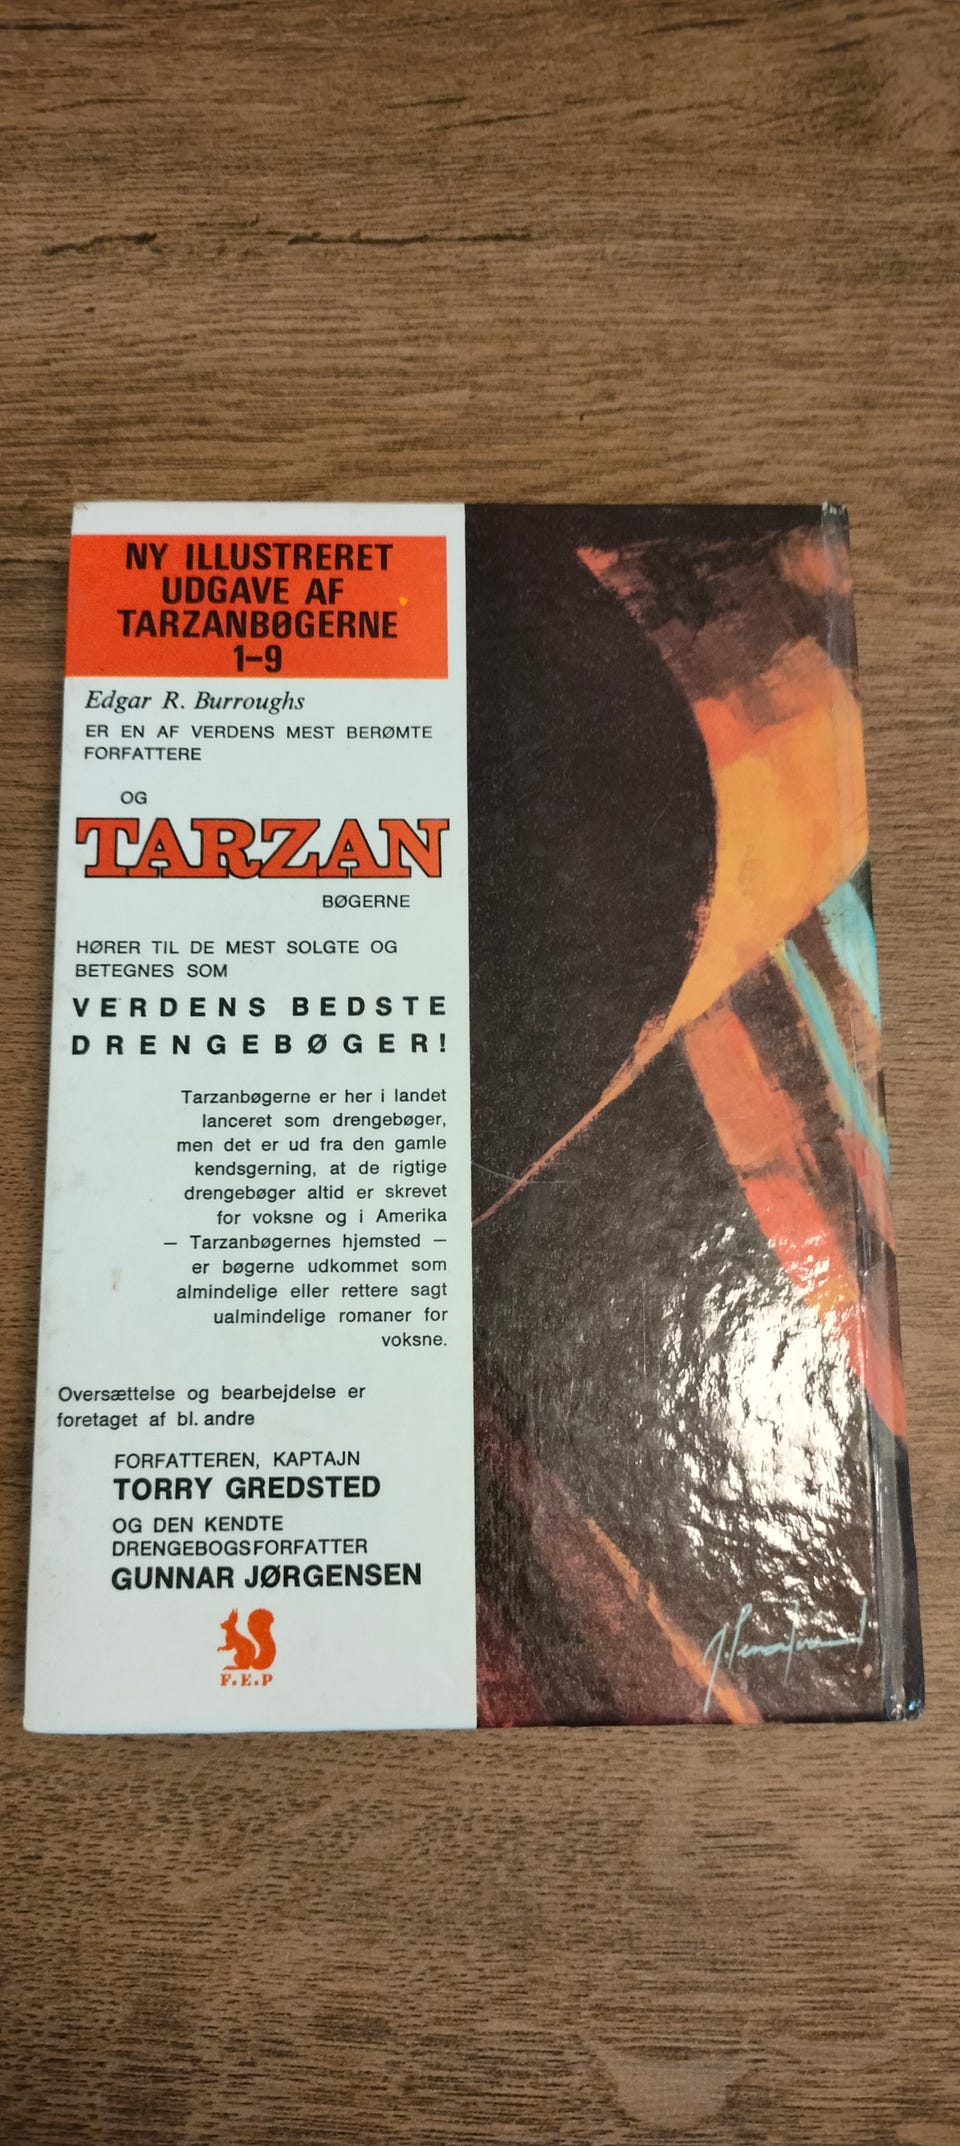 NY ILLUSTRERET
UDGAVE AF
TARZANBØGERNE
1–9
Edgar R. Burroughs
ER EN AF VERDENS MEST BERØMTE
FORFATTERE
OG
TARZAN
BØGERNE
HØRER TIL DE MEST SOLGTE OG
BETEGNES SOM
VERDENS BEDSTE
DRENGEBØGER!
Tarzanbøgerne er her i landet
lanceret som drengebøger,
men det er ud fra den gamle
kendsgerning, at de rigtige
drengebøger altid er skrevet
for voksne og i Amerika
— Tarzanbøgernes hjemsted —
er bøgerne udkommet som
almindelige eller rettere sagt
ualmindelige romaner for
voksne.
Oversættelse og bearbejdelse er
foretaget af bl. andre
FORFATTEREN, KAPTAJN
TORRY GREDSTED
OG DEN KENDTE
DRENGEBOGSFORFATTER
GUNNAR JØRGENSEN
F.E.P